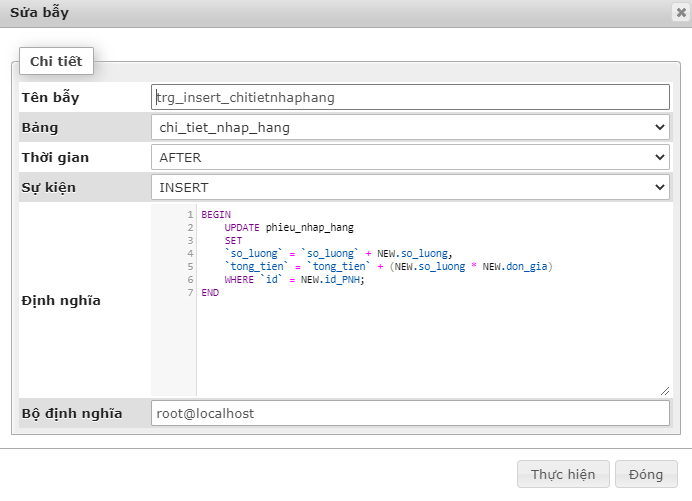 Sửa bẫy
Chi tiết
Tên bẫy trg_insert_chitietnhaphang
Bảng chi_tiet_nhap_hang
Thời gian AFTER
Sự kiện INSERT
Định nghĩa
1 BEGIN
2 UPDATE phieu_nhap_hang
3 SET
4 `so_luong` = `so_luong` + NEW.so_luong,
5 `tong_tien` = `tong_tien` + (NEW.so_luong * NEW.don_gia)
6 WHERE `id` = NEW.id_PNH;
7 END
Bộ định nghĩa root@localhost
Thực hiện Đóng